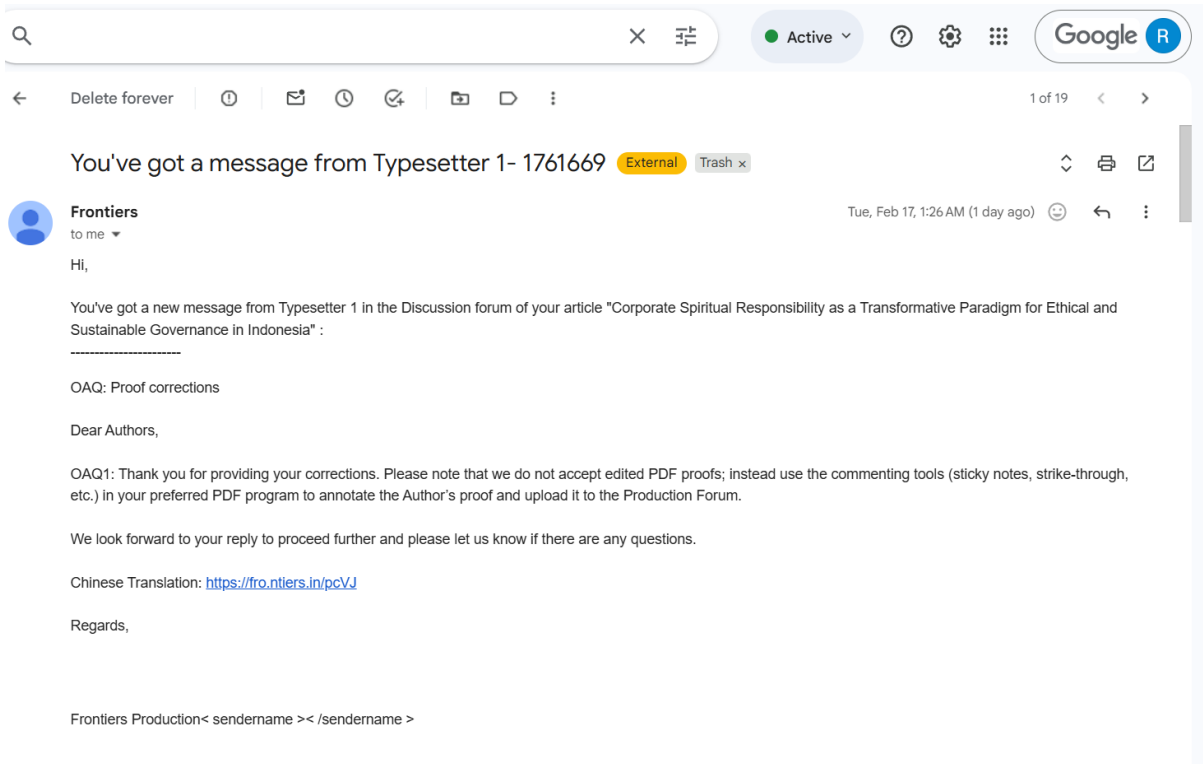 Active
Google R
Delete forever
1 of 19
You've got a message from Typesetter 1- 1761669 External Trash x
Frontiers
Tue, Feb 17, 1:26 AM (1 day ago)
to me
Hi,
You've got a new message from Typesetter 1 in the Discussion forum of your article "Corporate Spiritual Responsibility as a Transformative Paradigm for Ethical and
Sustainable Governance in Indonesia" :
-----------------------
OAQ: Proof corrections
Dear Authors,
OAQ1: Thank you for providing your corrections. Please note that we do not accept edited PDF proofs; instead use the commenting tools (sticky notes, strike-through,
etc.) in your preferred PDF program to annotate the Author's proof and upload it to the Production Forum.
We look forward to your reply to proceed further and please let us know if there are any questions.
Chinese Translation: https://fro.ntiers.in/pcVJ
Regards,
Frontiers Production< sendername >< /sendername >